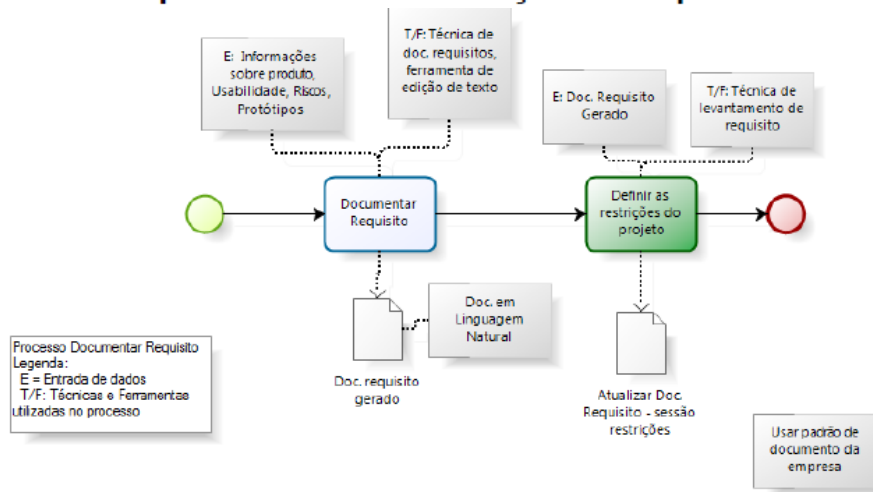 E: Informações
sobre produto,
Usabilidade, Riscos,
Protótipos
T/F: Técnica de
doc. requisitos,
ferramenta de
edição de texto
E: Doc. Requisito
Gerado
T/F: Técnica de
levantamento de
requisito
Documentar
Requisito
Definir as
restrições do
projeto
Doc. em
Linguagem
Natural
Doc. requisito
gerado
Atualizar Doc.
Requisito - sessão
restrições
Processo Documentar Requisito
Legenda:
E = Entrada de dados
T/F: Técnicas e Ferramentas
utilizadas no processo
Usar padrão de
documento da
empresa